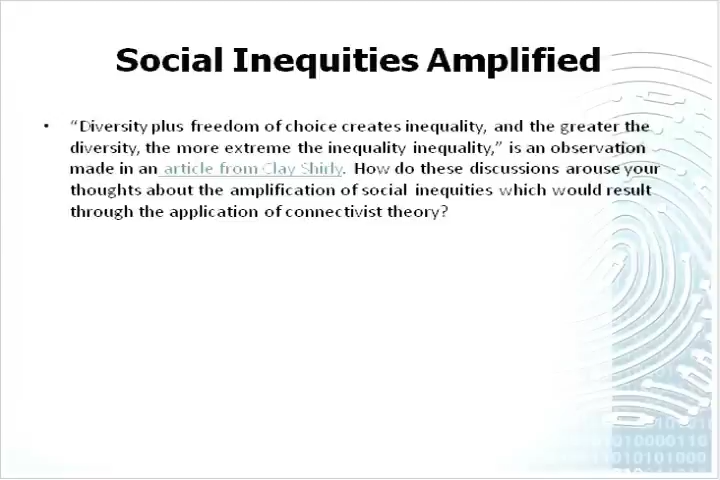 Social Inequities Amplified
• “Diversity plus freedom of choice creates inequality, and the greater the
diversity, the more extreme the inequality inequality,” is an observation
made in an article from Clay Shirly. How do these discussions arouse your
thoughts about the amplification of social inequities which would result
through the application of connectivist theory?
010000110
010101000